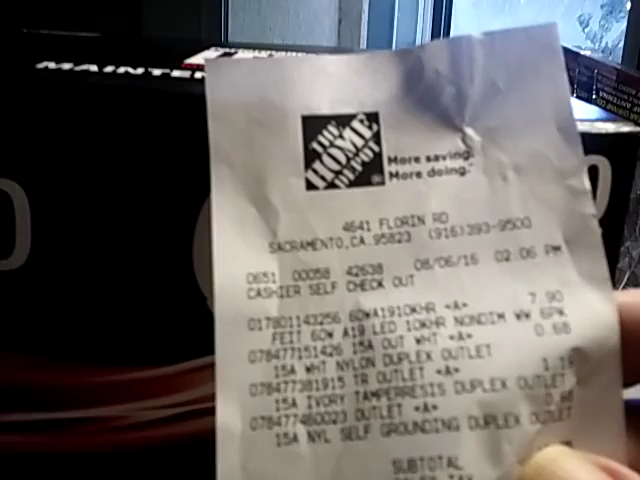 MAINTE
THE
HOME
DEPOT
More saving.
More doing.
4641 FLORIN RD
SACRAMENTO,CA 95823 (916)393-9500
0651 00058 42638 08/06/16 02:06 PM
CASHIER SELF CHECK OUT
017801143256 60WA1910KHR <A> 7.90
FEIT 60W A19 LED 10KHR NONDIM WW 6PK
078477151426 15A OUT WHT <A> 0.68
15A WHT NYLON DUPLEX OUTLET
078477381915 TR OUTLET <A>
15A IVORY TAMPERRESIS DUPLEX OUTLET
078477460023 OUTLET <A>
15A NYL SELF GROUNDING DUPLEX OUTLET
SUBTOTAL